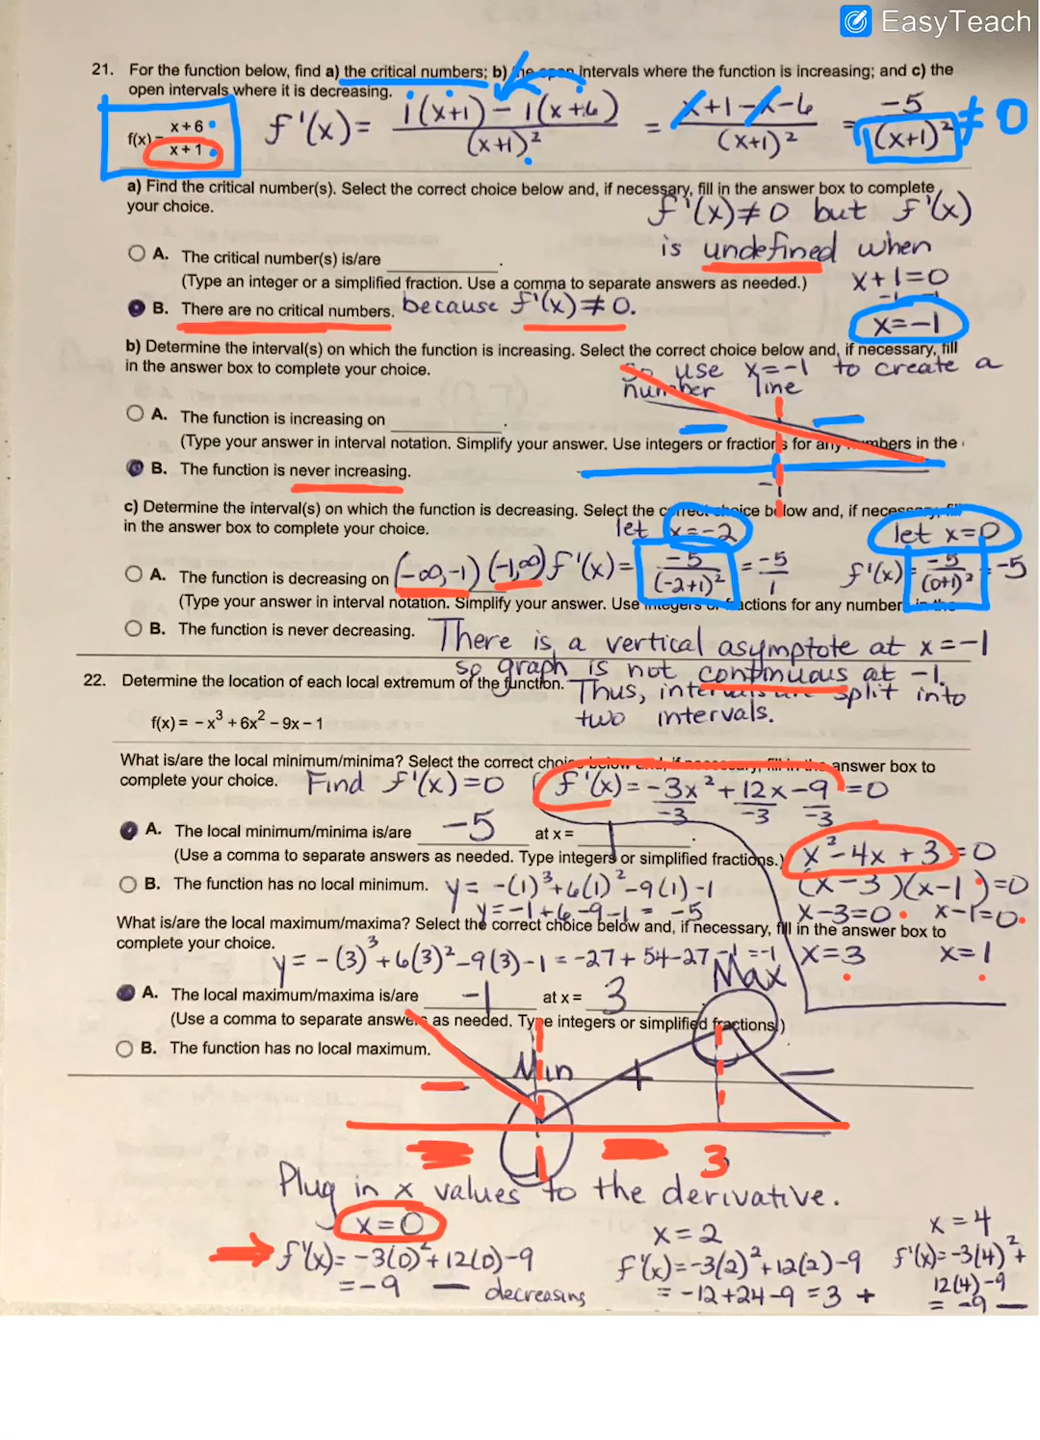 EasyTeach
21. For the function below, find a) the critical numbers; b) the open intervals where the function is increasing; and c) the
open intervals where it is decreasing.
f(x) = x+6 / x+1
f'(x) = 1(x+1) - 1(x+6) / (x+1)² = x+1-x-6 / (x+1)² = -5 / (x+1)² ≠ 0
a) Find the critical number(s). Select the correct choice below and, if necessary, fill in the answer box to complete
your choice.
f'(x) ≠ 0 but f'(x)
is undefined when
x+1=0
-1 -1
x=-1
A. The critical number(s) is/are ______.
(Type an integer or a simplified fraction. Use a comma to separate answers as needed.)
B. There are no critical numbers. because f'(x) ≠ 0.
b) Determine the interval(s) on which the function is increasing. Select the correct choice below and, if necessary, fill
in the answer box to complete your choice.
so use x=-1 to create a
number line
A. The function is increasing on ______.
(Type your answer in interval notation. Simplify your answer. Use integers or fractions for any numbers in the
B. The function is never increasing.
-1
c) Determine the interval(s) on which the function is decreasing. Select the correct choice below and, if necessary, fill
in the answer box to complete your choice.
let x=-2
let x=0
A. The function is decreasing on (-∞,-1) (-1,∞)
f'(x) = -5 / (-2+1)² = -5 / 1
f'(x) = -5 / (0+1)² = -5
(Type your answer in interval notation. Simplify your answer. Use integers or fractions for any numbers in the
B. The function is never decreasing.
There is a vertical asymptote at x=-1
so graph is not continuous at -1.
Thus, intervals are split into
two intervals.
22. Determine the location of each local extremum of the function.
f(x) = -x³ + 6x² - 9x - 1
What is/are the local minimum/minima? Select the correct choice below and, if necessary, fill in the answer box to
complete your choice.
Find f'(x)=0
f'(x) = -3x² + 12x - 9 = 0
-3 -3 -3
A. The local minimum/minima is/are -5 at x = 1.
(Use a comma to separate answers as needed. Type integers or simplified fractions.)
x² - 4x + 3 = 0
(x-3)(x-1)=0
x-3=0 x-1=0
x=3 x=1
B. The function has no local minimum.
y = -(1)³+6(1)²-9(1)-1
y = -1+6-9-1 = -5
What is/are the local maximum/maxima? Select the correct choice below and, if necessary, fill in the answer box to
complete your choice.
y = -(3)³+6(3)²-9(3)-1 = -27+54-27-1 = -1
A. The local maximum/maxima is/are -1 at x = 3
(Use a comma to separate answers as needed. Type integers or simplified fractions.)
B. The function has no local maximum.
Max
Min
+
3
Plug in x values to the derivative.
x=0
f'(x) = -3(0)²+12(0)-9
= -9 — decreasing
x=2
f'(x) = -3(2)²+12(2)-9
= -12+24-9 = 3 +
x=4
f'(x) = -3(4)²+
12(4)-9
= -9 —